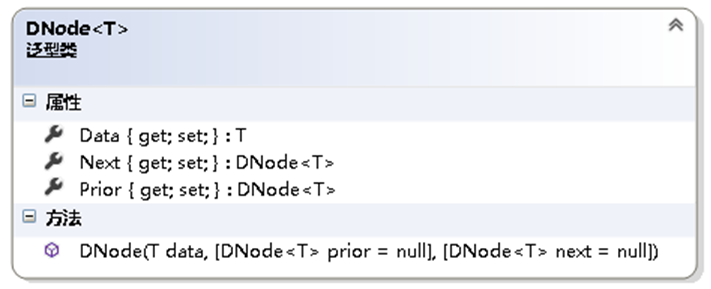 DNode<T>
泛型类
属性
Data { get; set; } : T
Next { get; set; } : DNode<T>
Prior { get; set; } : DNode<T>
方法
DNode(T data, [DNode<T> prior = null], [DNode<T> next = null])